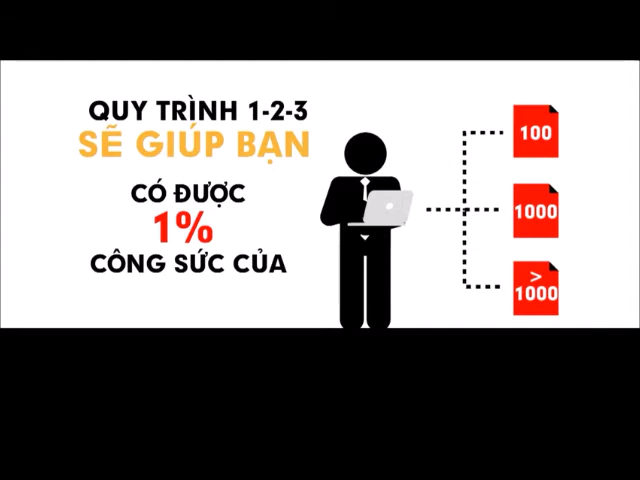 QUY TRÌNH 1-2-3
SẼ GIÚP BẠN
CÓ ĐƯỢC
1%
CÔNG SỨC CỦA
100
1000
>
1000